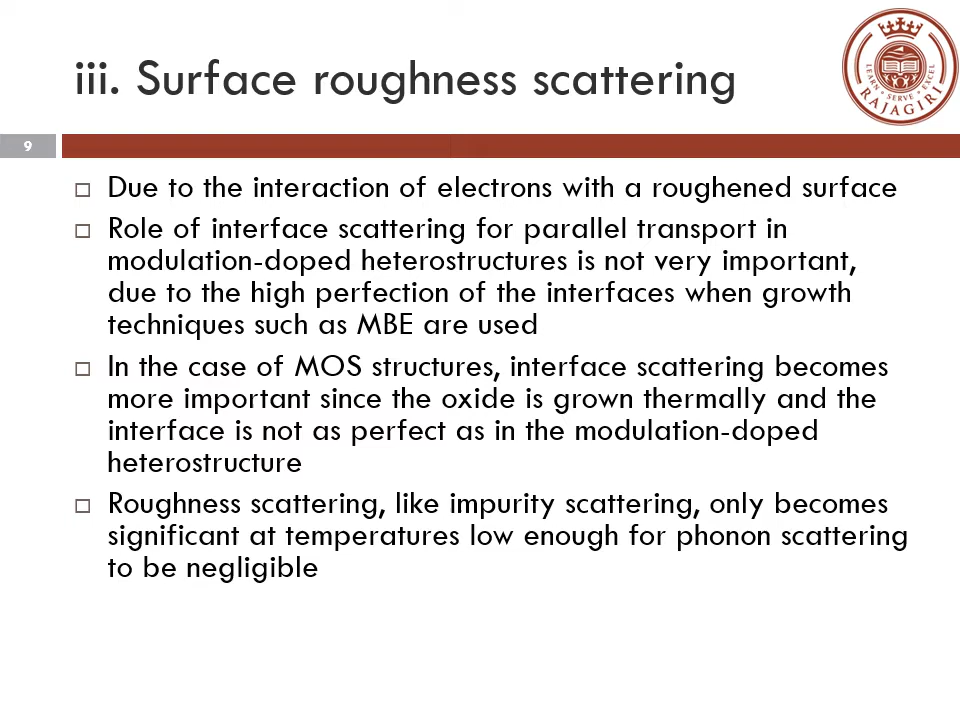 iii. Surface roughness scattering
LEARN • SERVE • EXCEL
RAJAGIRI
9
Due to the interaction of electrons with a roughened surface
Role of interface scattering for parallel transport in
modulation-doped heterostructures is not very important,
due to the high perfection of the interfaces when growth
techniques such as MBE are used
In the case of MOS structures, interface scattering becomes
more important since the oxide is grown thermally and the
interface is not as perfect as in the modulation-doped
heterostructure
Roughness scattering, like impurity scattering, only becomes
significant at temperatures low enough for phonon scattering
to be negligible